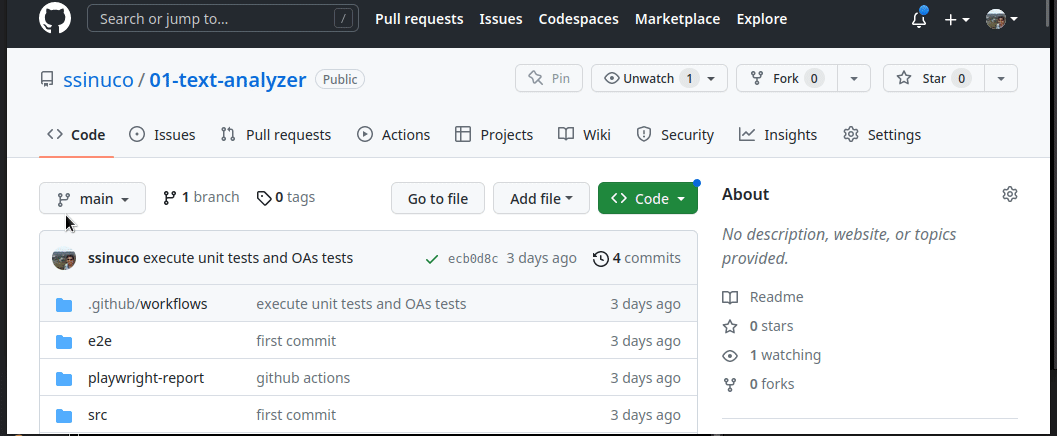 Search or jump to... / Pull requests Issues Codespaces Marketplace Explore
ssinuco / 01-text-analyzer Public Pin Unwatch 1 Fork 0 Star 0
Code Issues Pull requests Actions Projects Wiki Security Insights Settings
main 1 branch 0 tags Go to file Add file Code
ssinuco execute unit tests and OAs tests ecb0d8c 3 days ago 4 commits
.github/workflows execute unit tests and OAs tests 3 days ago
e2e first commit 3 days ago
playwright-report github actions 3 days ago
src first commit 3 days ago
About
No description, website, or topics
provided.
Readme
0 stars
1 watching
0 forks